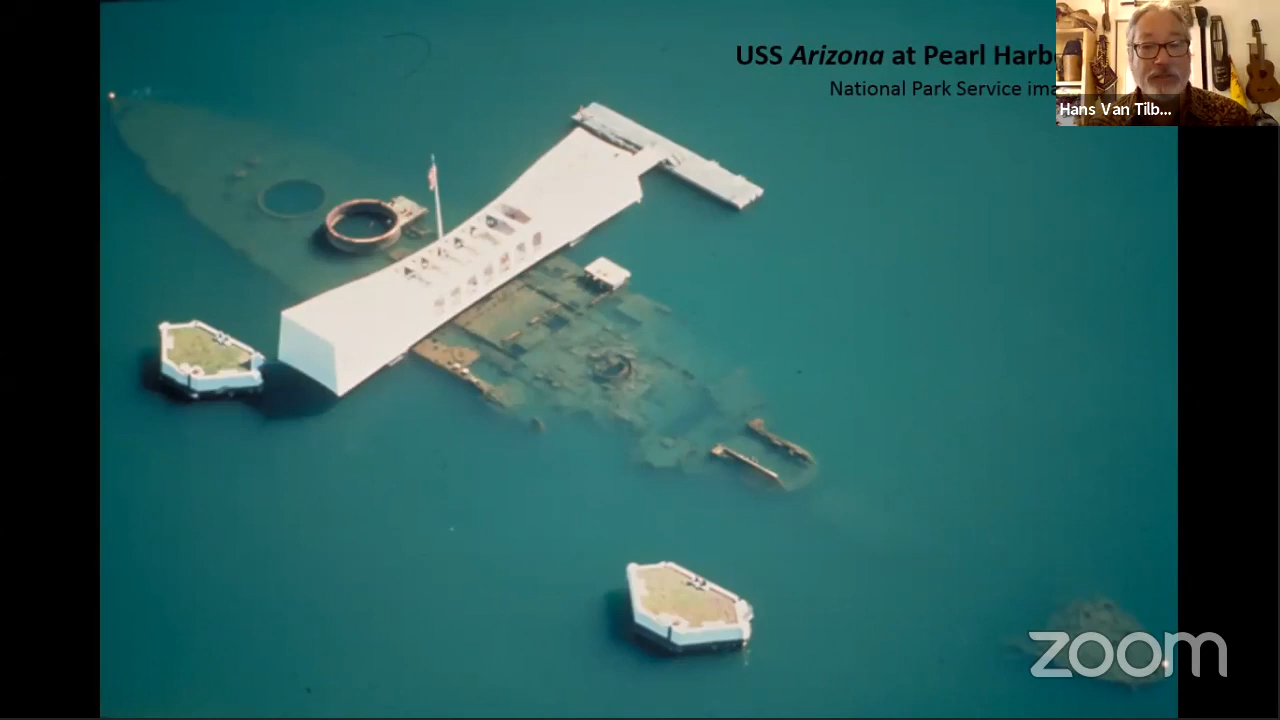 USS Arizona at Pearl Harb
National Park Service ima
Hans Van Tilb...
zoom